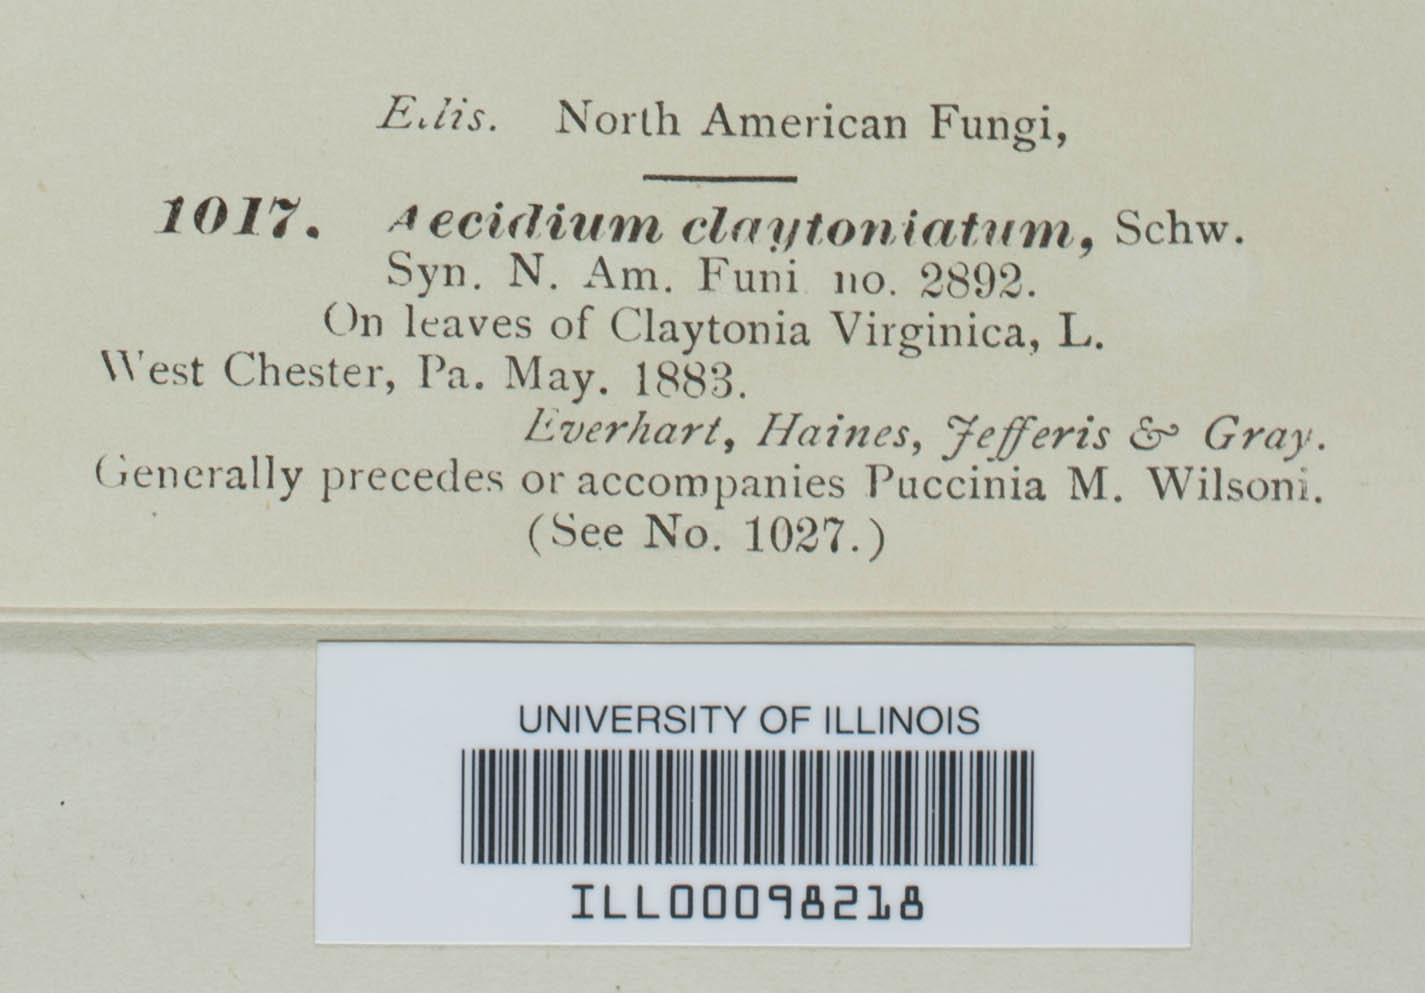 Ellis. North American Fungi,
1017. Aecidium claytoniatum, Schw.
Syn. N. Am. Funi no. 2892.
On leaves of Claytonia Virginica, L.
West Chester, Pa. May. 1883.
Everhart, Haines, Jefferis & Gray.
Generally precedes or accompanies Puccinia M. Wilsoni.
(See No. 1027.)
UNIVERSITY OF ILLINOIS
ILL00098218